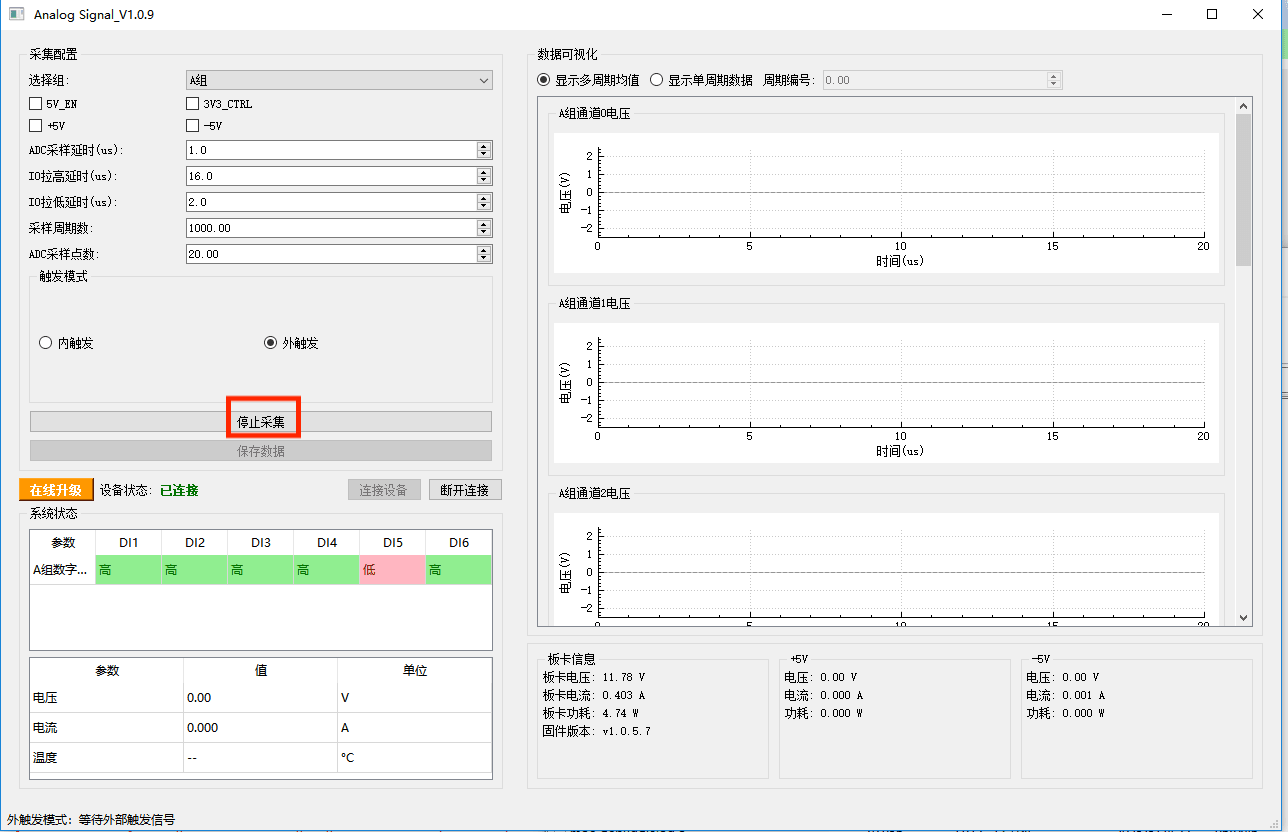 Analog Signal_V1.0.9
采集配置
选择组:
A组
5V_EN
3V3_CTRL
+5V
-5V
ADC采样延时(us):
1.0
IO拉高延时(us):
16.0
IO拉低延时(us):
2.0
采样周期数:
1000.00
ADC采样点数:
20.00
触发模式
内触发
外触发
停止采集
保存数据
在线升级 设备状态: 已连接 连接设备 断开连接
系统状态
参数 DI1 DI2 DI3 DI4 DI5 DI6
A组数字... 高 高 高 高 低 高
参数 值 单位
电压 0.00 V
电流 0.000 A
温度 -- °C
数据可视化
显示多周期均值 显示单周期数据 周期编号: 0.00
A组通道0电压
电压(V)
2
1
0
-1
-2
0 5 10 15 20
时间(us)
A组通道1电压
电压(V)
2
1
0
-1
-2
0 5 10 15 20
时间(us)
A组通道2电压
电压(V)
2
1
0
-1
-2
0 5 10 15 20
板卡信息
板卡电压: 11.78 V
板卡电流: 0.403 A
板卡功耗: 4.74 W
固件版本: v1.0.5.7
+5V
电压: 0.00 V
电流: 0.000 A
功耗: 0.000 W
-5V
电压: 0.00 V
电流: 0.001 A
功耗: 0.000 W
外触发模式: 等待外部触发信号